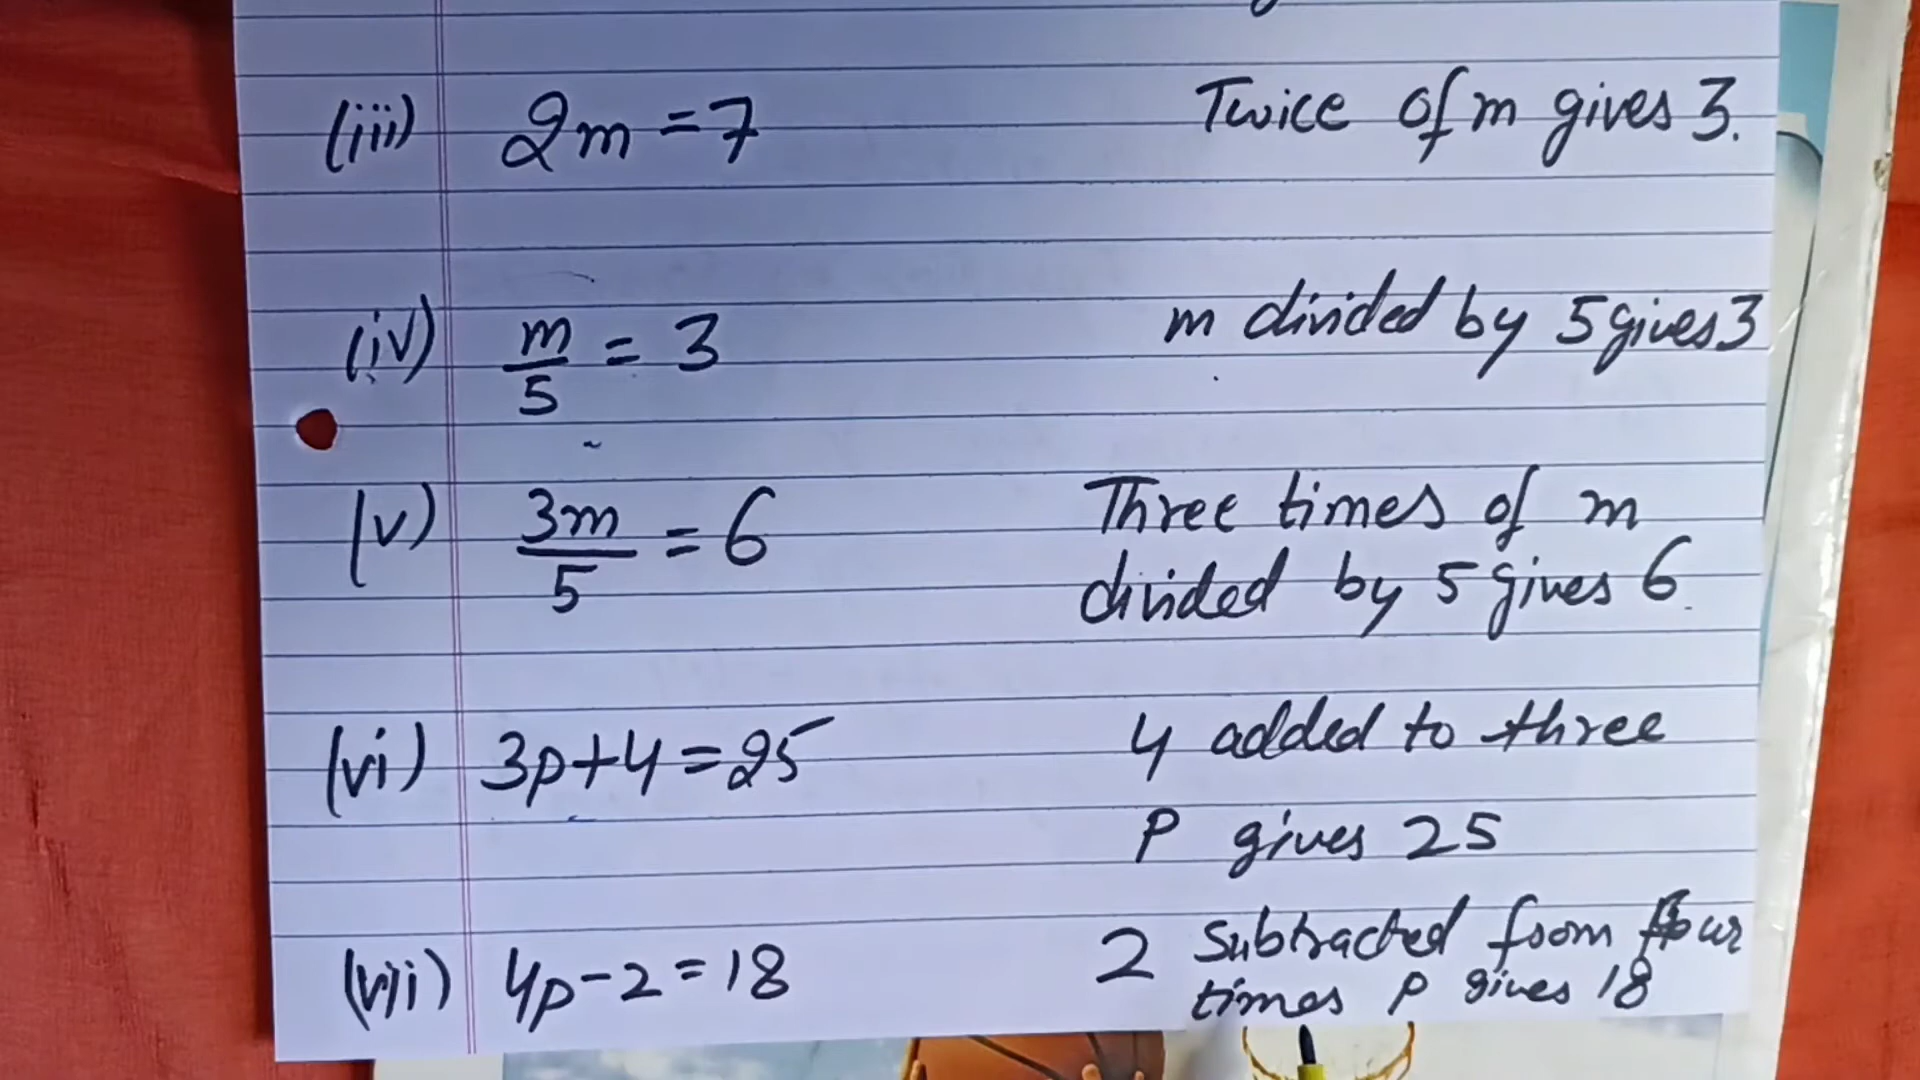 (iii) 2m = 7 Twice of m gives 3.
(iv) m/5 = 3 m divided by 5 gives 3
(v) 3m/5 = 6 Three times of m
divided by 5 gives 6.
(vi) 3p+4 = 25 4 added to three
P gives 25
(vii) 4p-2 = 18 2 Subtracted from four
times p gives 18